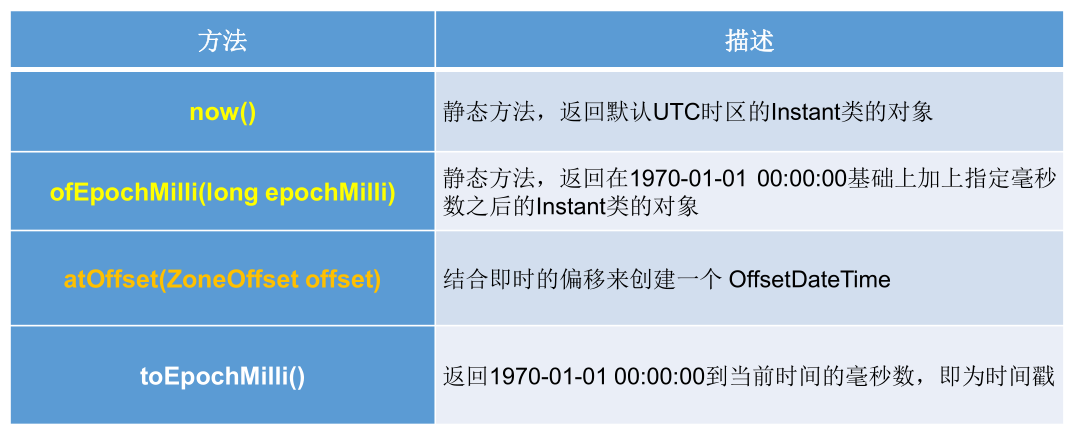 方法
描述
now()
静态方法，返回默认UTC时区的Instant类的对象
ofEpochMilli(long epochMilli)
静态方法，返回在1970-01-01 00:00:00基础上加上指定毫秒
数之后的Instant类的对象
atOffset(ZoneOffset offset)
结合即时的偏移来创建一个 OffsetDateTime
toEpochMilli()
返回1970-01-01 00:00:00到当前时间的毫秒数，即为时间戳